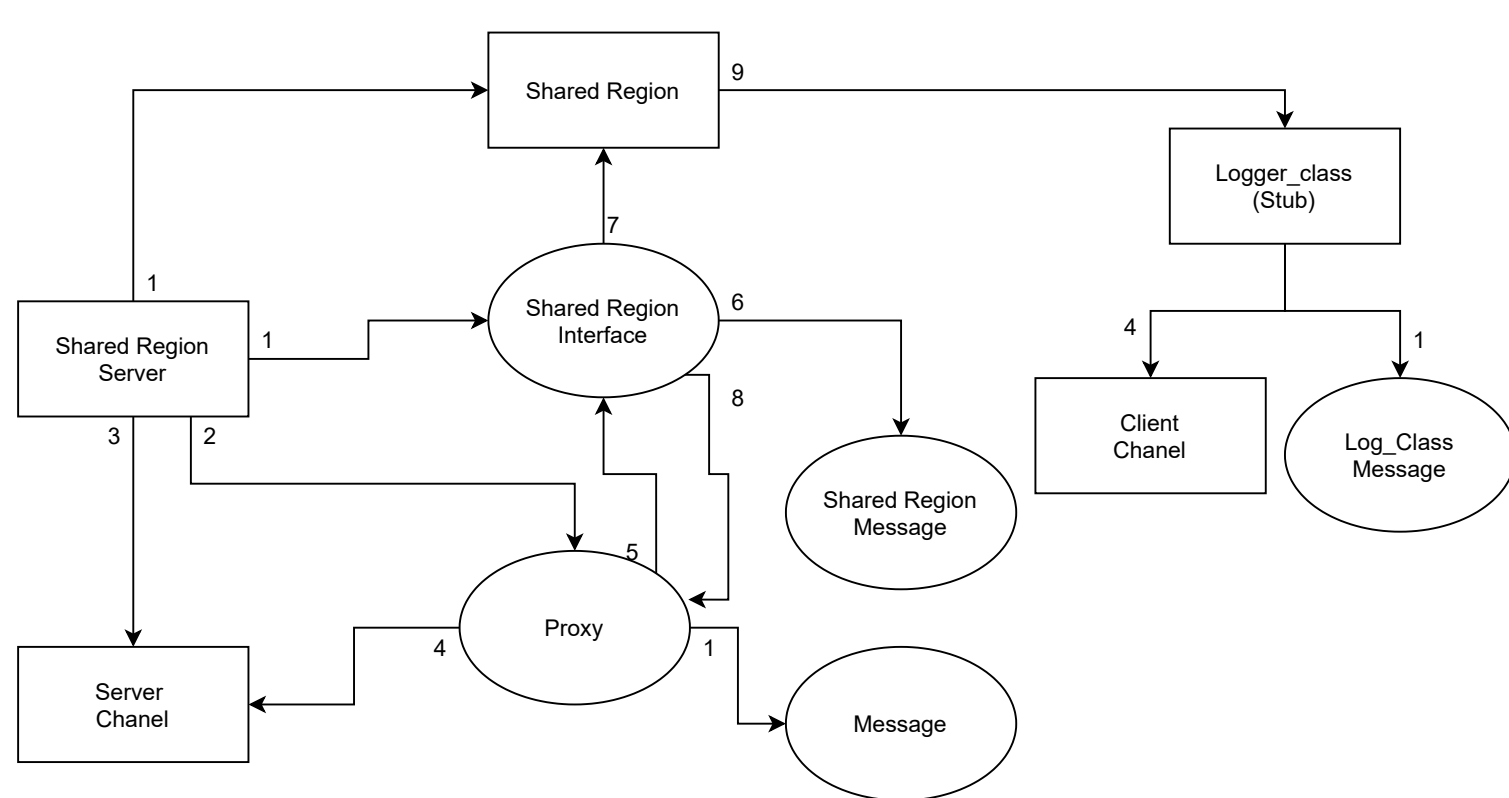 Shared Region
9
Logger_class
(Stub)
7
Shared Region
Interface
6
1
Shared Region
Server
1
4
1
8
3
2
Client
Chanel
Log_Class
Message
Shared Region
Message
5
Proxy
4
1
Server
Chanel
Message